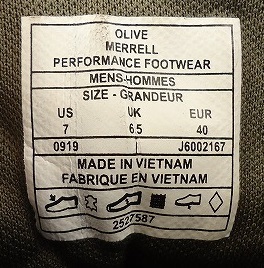 OLIVE
MERRELL
PERFORMANCE FOOTWEAR
MENS-HOMMES
SIZE - GRANDEUR
US UK EUR
7 6.5 40
0919 J6002167
MADE IN VIETNAM
FABRIQUE EN VIETNAM
2527587